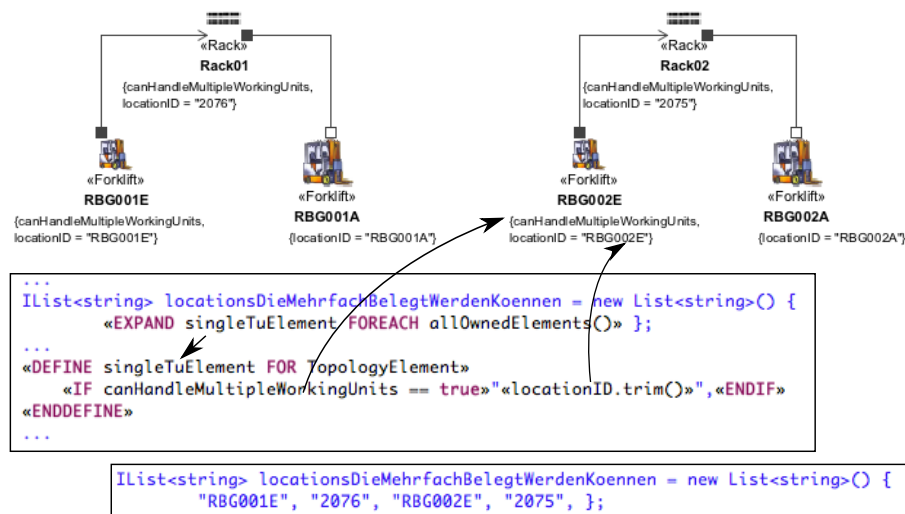 «Rack»
Rack01
{canHandleMultipleWorkingUnits,
locationID = "2076"}
«Rack»
Rack02
{canHandleMultipleWorkingUnits,
locationID = "2075"}
«Forklift»
RBG001E
{canHandleMultipleWorkingUnits,
locationID = "RBG001E"}
«Forklift»
RBG001A
{locationID = "RBG001A"}
«Forklift»
RBG002E
{canHandleMultipleWorkingUnits,
locationID = "RBG002E"}
«Forklift»
RBG002A
{locationID = "RBG002A"}
...
IList<string> locationsDieMehrfachBelegtWerdenKoennen = new List<string>() {
«EXPAND singleTuElement FOREACH allOwnedElements()» };
...
«DEFINE singleTuElement FOR TopologyElement»
«IF canHandleMultipleWorkingUnits == true»"«locationID.trim()»",«ENDIF»
«ENDDEFINE»
...
IList<string> locationsDieMehrfachBelegtWerdenKoennen = new List<string>() {
"RBG001E", "2076", "RBG002E", "2075", };